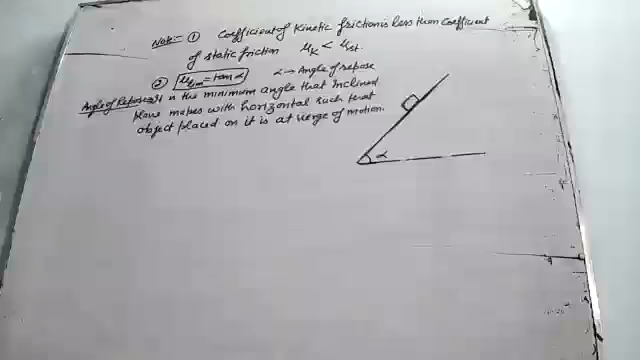 Note:- ① Coefficient of Kinetic friction is less than Coefficient
of static friction μk < μst.
② μlim = tan α α → Angle of repose
Angle of Repose:- It is the minimum angle that Inclined
plane makes with horizontal such that
object placed on it is at verge of motion.
α